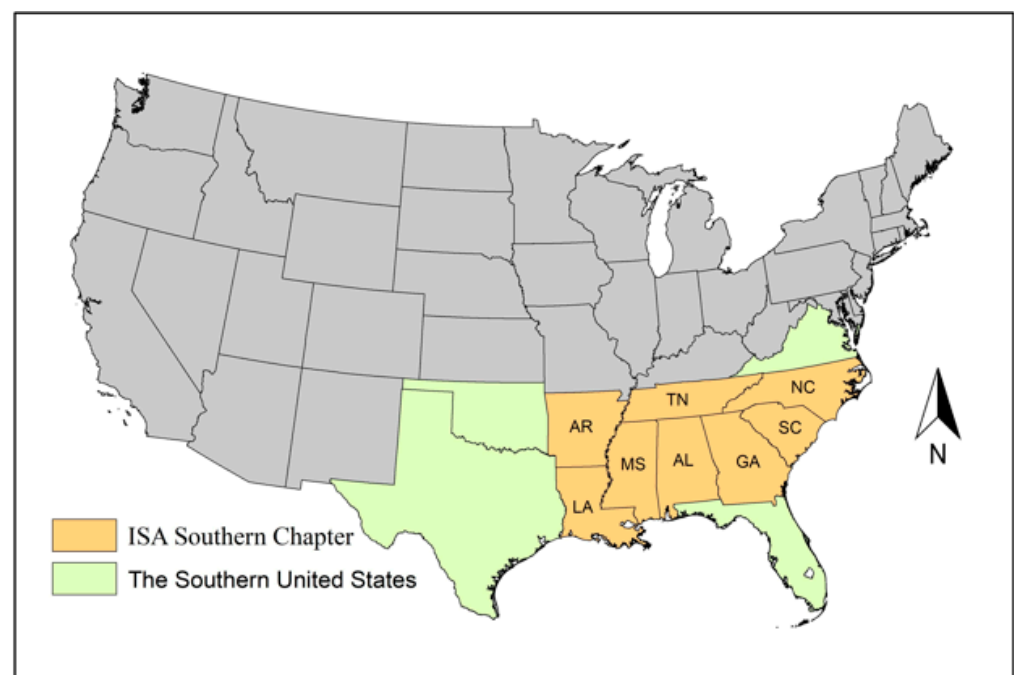 NC
TN
AR
SC
MS
AL
GA
LA
N
ISA Southern Chapter
The Southern United States